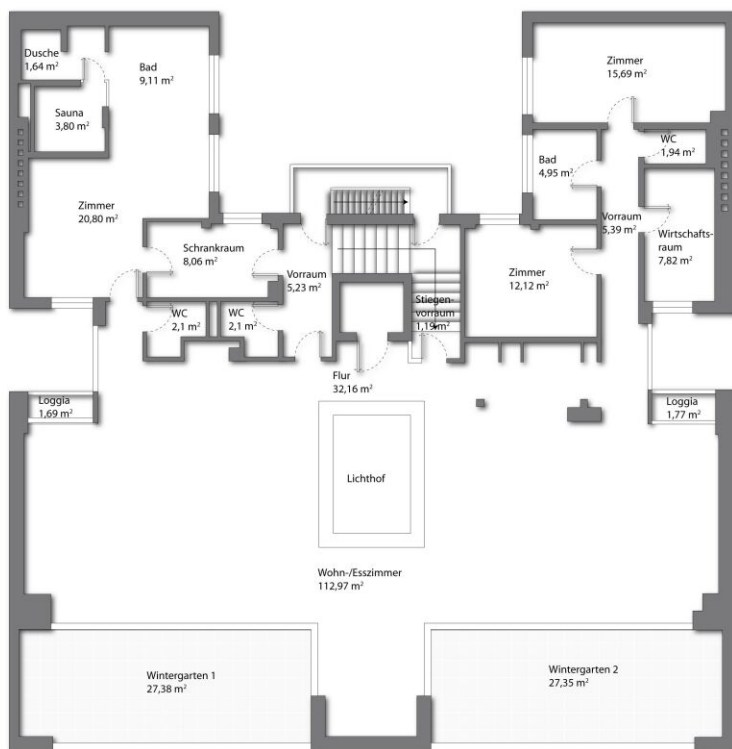 Dusche
1,64 m²
Bad
9,11 m²
Sauna
3,80 m²
Zimmer
20,80 m²
Schrankraum
8,06 m²
Vorraum
5,23 m²
WC
2,1 m²
WC
2,1 m²
Stiegen-
vorraum
1,19 m²
Zimmer
15,69 m²
WC
1,94 m²
Bad
4,95 m²
Vorraum
5,39 m²
Wirtschafts-
raum
7,82 m²
Zimmer
12,12 m²
Flur
32,16 m²
Loggia
1,69 m²
Loggia
1,77 m²
Lichthof
Wohn-/Esszimmer
112,97 m²
Wintergarten 1
27,38 m²
Wintergarten 2
27,35 m²